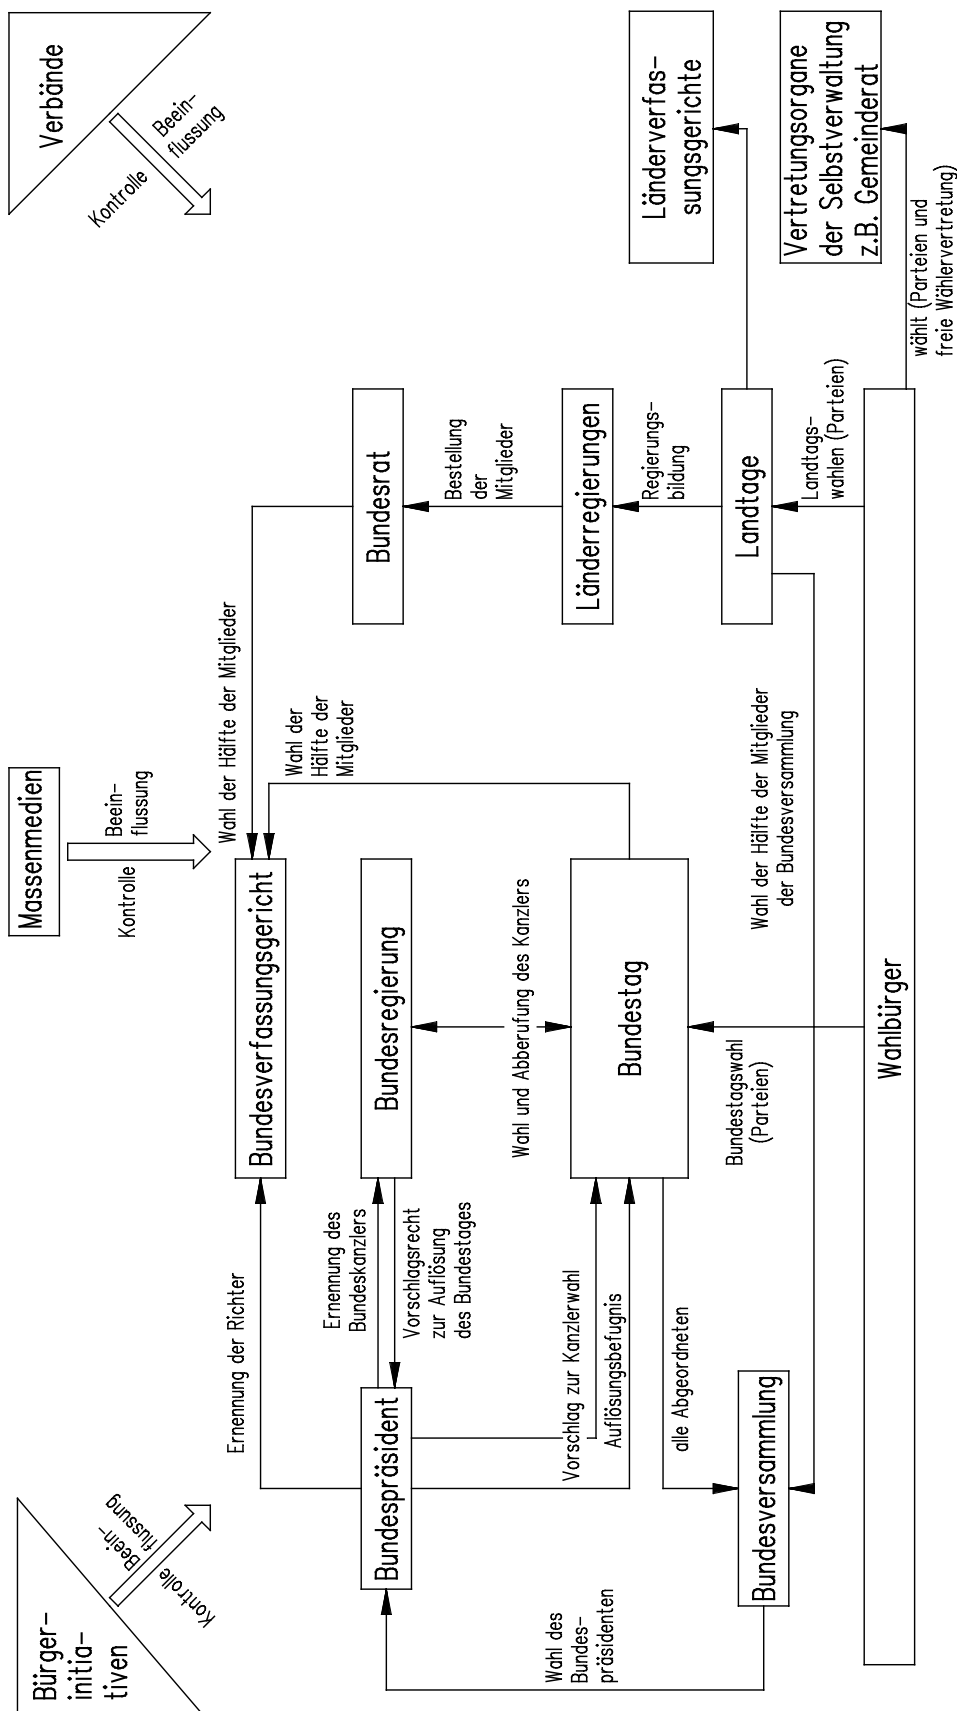 Bürger-
initia-
tiven
Beein-
flussung
Kontrolle
Massenmedien
Beein-
flussung
Kontrolle
Verbände
Beein-
flussung
Kontrolle
Ernennung der Richter
Bundesverfassungsgericht
Wahl der Hälfte der Mitglieder
Wahl der
Hälfte der
Mitglieder
Bundespräsident
Ernennung des
Bundeskanzlers
Vorschlagsrecht
zur Auflösung
des Bundestages
Bundesregierung
Bundesrat
Bestellung
der
Mitglieder
Wahl und Abberufung des Kanzlers
Vorschlag zur Kanzlerwahl
Auflösungsbefugnis
Bundestag
Länderregierungen
Länderverfas-
sungsgerichte
Wahl des
Bundes-
präsidenten
alle Abgeordneten
Regierungs-
bildung
Bundesversammlung
Bundestagswahl
(Parteien)
Wahl der Hälfte der Mitglieder
der Bundesversammlung
Landtage
Landtags-
wahlen (Parteien)
Vertretungsorgane
der Selbstverwaltung
z.B. Gemeinderat
Wahlbürger
wählt (Parteien und
freie Wählervertretung)